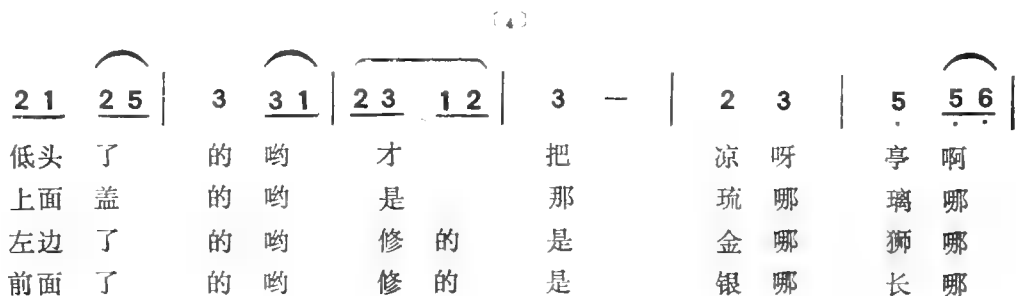 〔4〕
2 1 2 5 | 3 3 1 | 2 3 1 2 | 3 — | 2 3 | 5 5 6 |
低头 了 的 哟 才 把 凉 呀 亭 啊
上面 盖 的 哟 是 那 琉 哪 璃 哪
左边 了 的 哟 修 的 是 金 哪 狮 哪
前面 了 的 哟 修 的 是 银 哪 长 哪